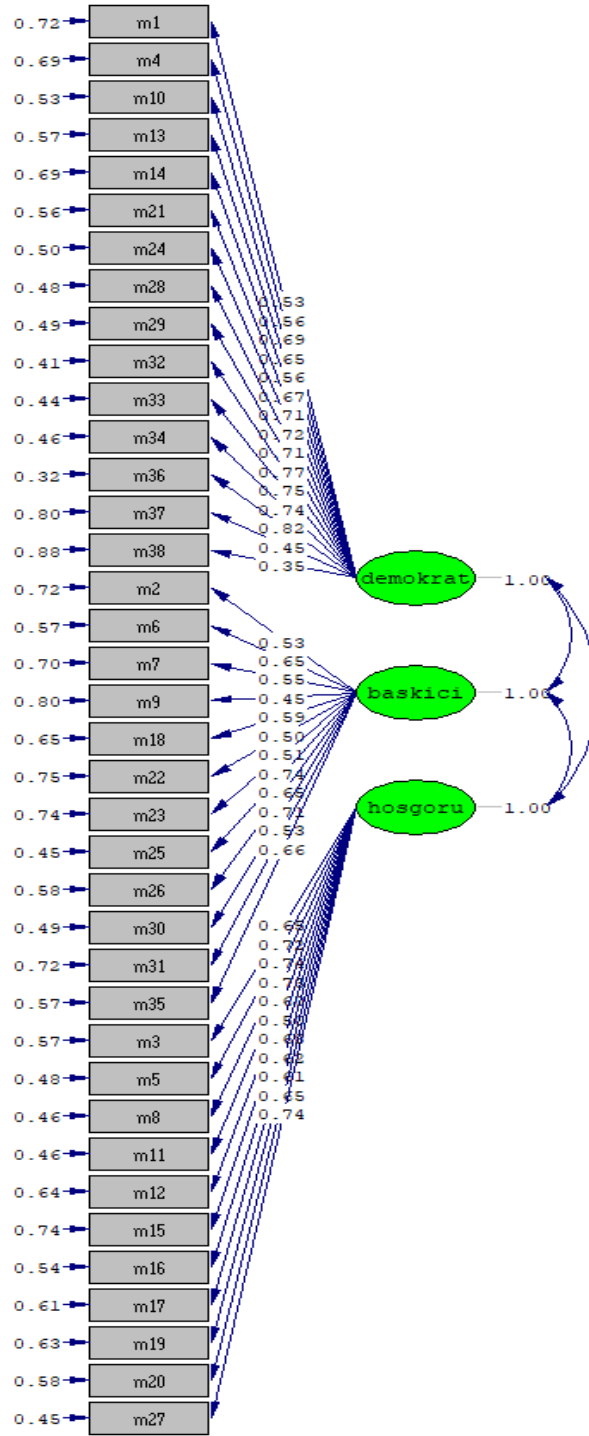 0.72 m1
0.69 m4
0.53 m10
0.57 m13
0.69 m14
0.56 m21
0.50 m24
0.48 m28
0.49 m29
0.41 m32
0.44 m33
0.46 m34
0.32 m36
0.80 m37
0.88 m38
0.72 m2
0.57 m6
0.70 m7
0.80 m9
0.65 m18
0.75 m22
0.74 m23
0.45 m25
0.58 m26
0.49 m30
0.72 m31
0.57 m35
0.57 m3
0.48 m5
0.46 m8
0.46 m11
0.64 m12
0.74 m15
0.54 m16
0.61 m17
0.63 m19
0.58 m20
0.45 m27
0.53
0.56
0.69
0.65
0.56
0.67
0.71
0.72
0.71
0.77
0.75
0.74
0.82
0.45
0.35
0.53
0.65
0.55
0.45
0.59
0.50
0.51
0.74
0.65
0.71
0.53
0.66
0.65
0.72
0.74
0.68
0.62
0.61
0.65
0.74
demokrat 1.00
baskici 1.00
hosgoru 1.00